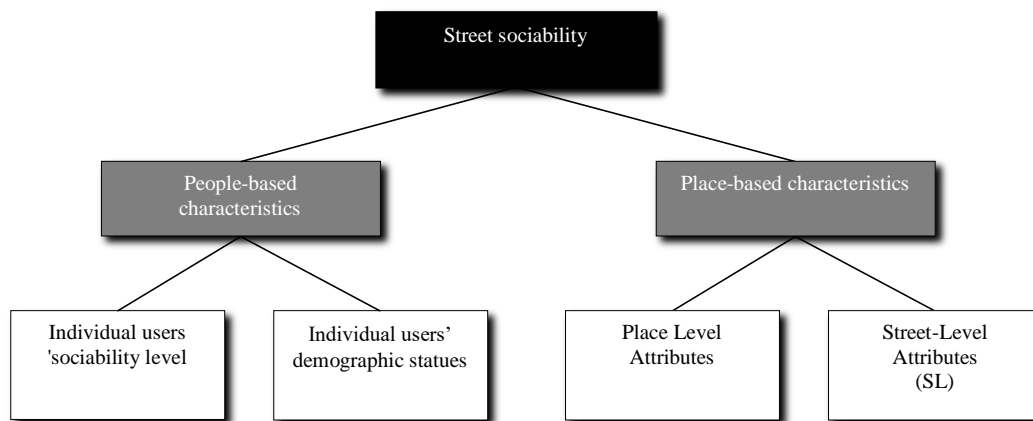 Street sociability
People-based
characteristics
Place-based characteristics
Individual users
'sociability level
Individual users’
demographic statues
Place Level
Attributes
Street-Level
Attributes
(SL)